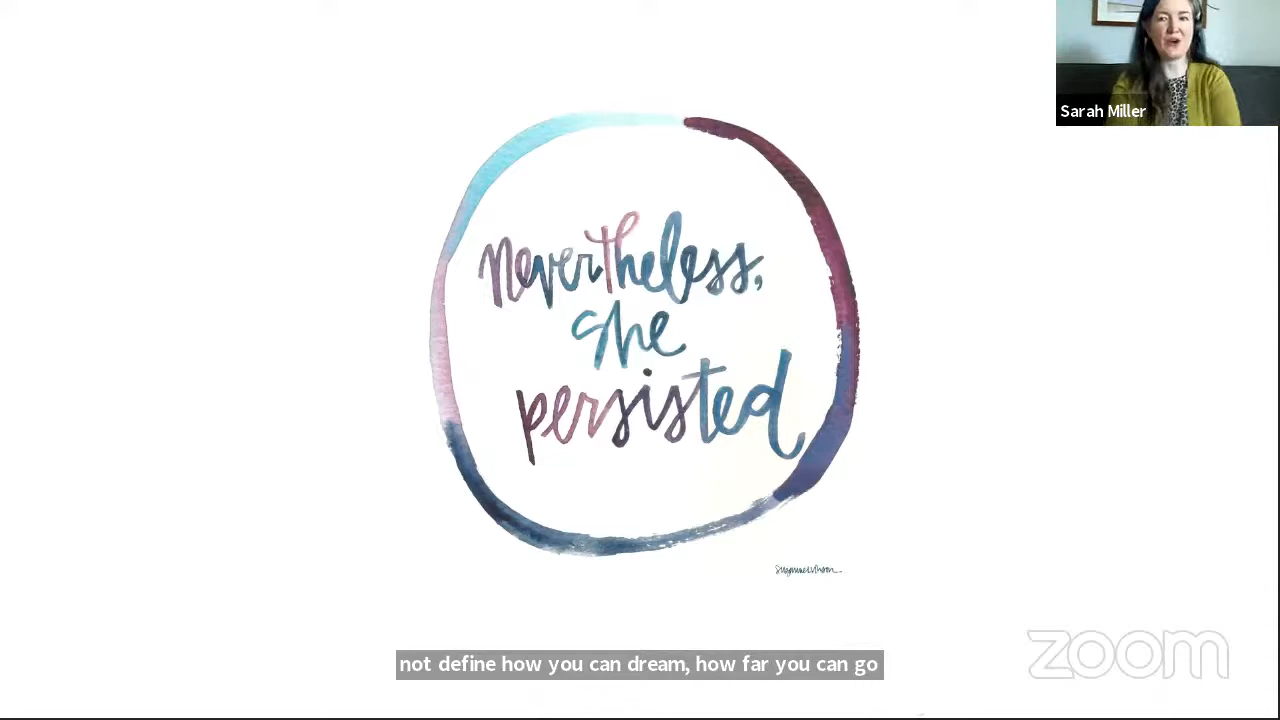 Sarah Miller
nevertheless,
she
persisted
not define how you can dream, how far you can go
zoom